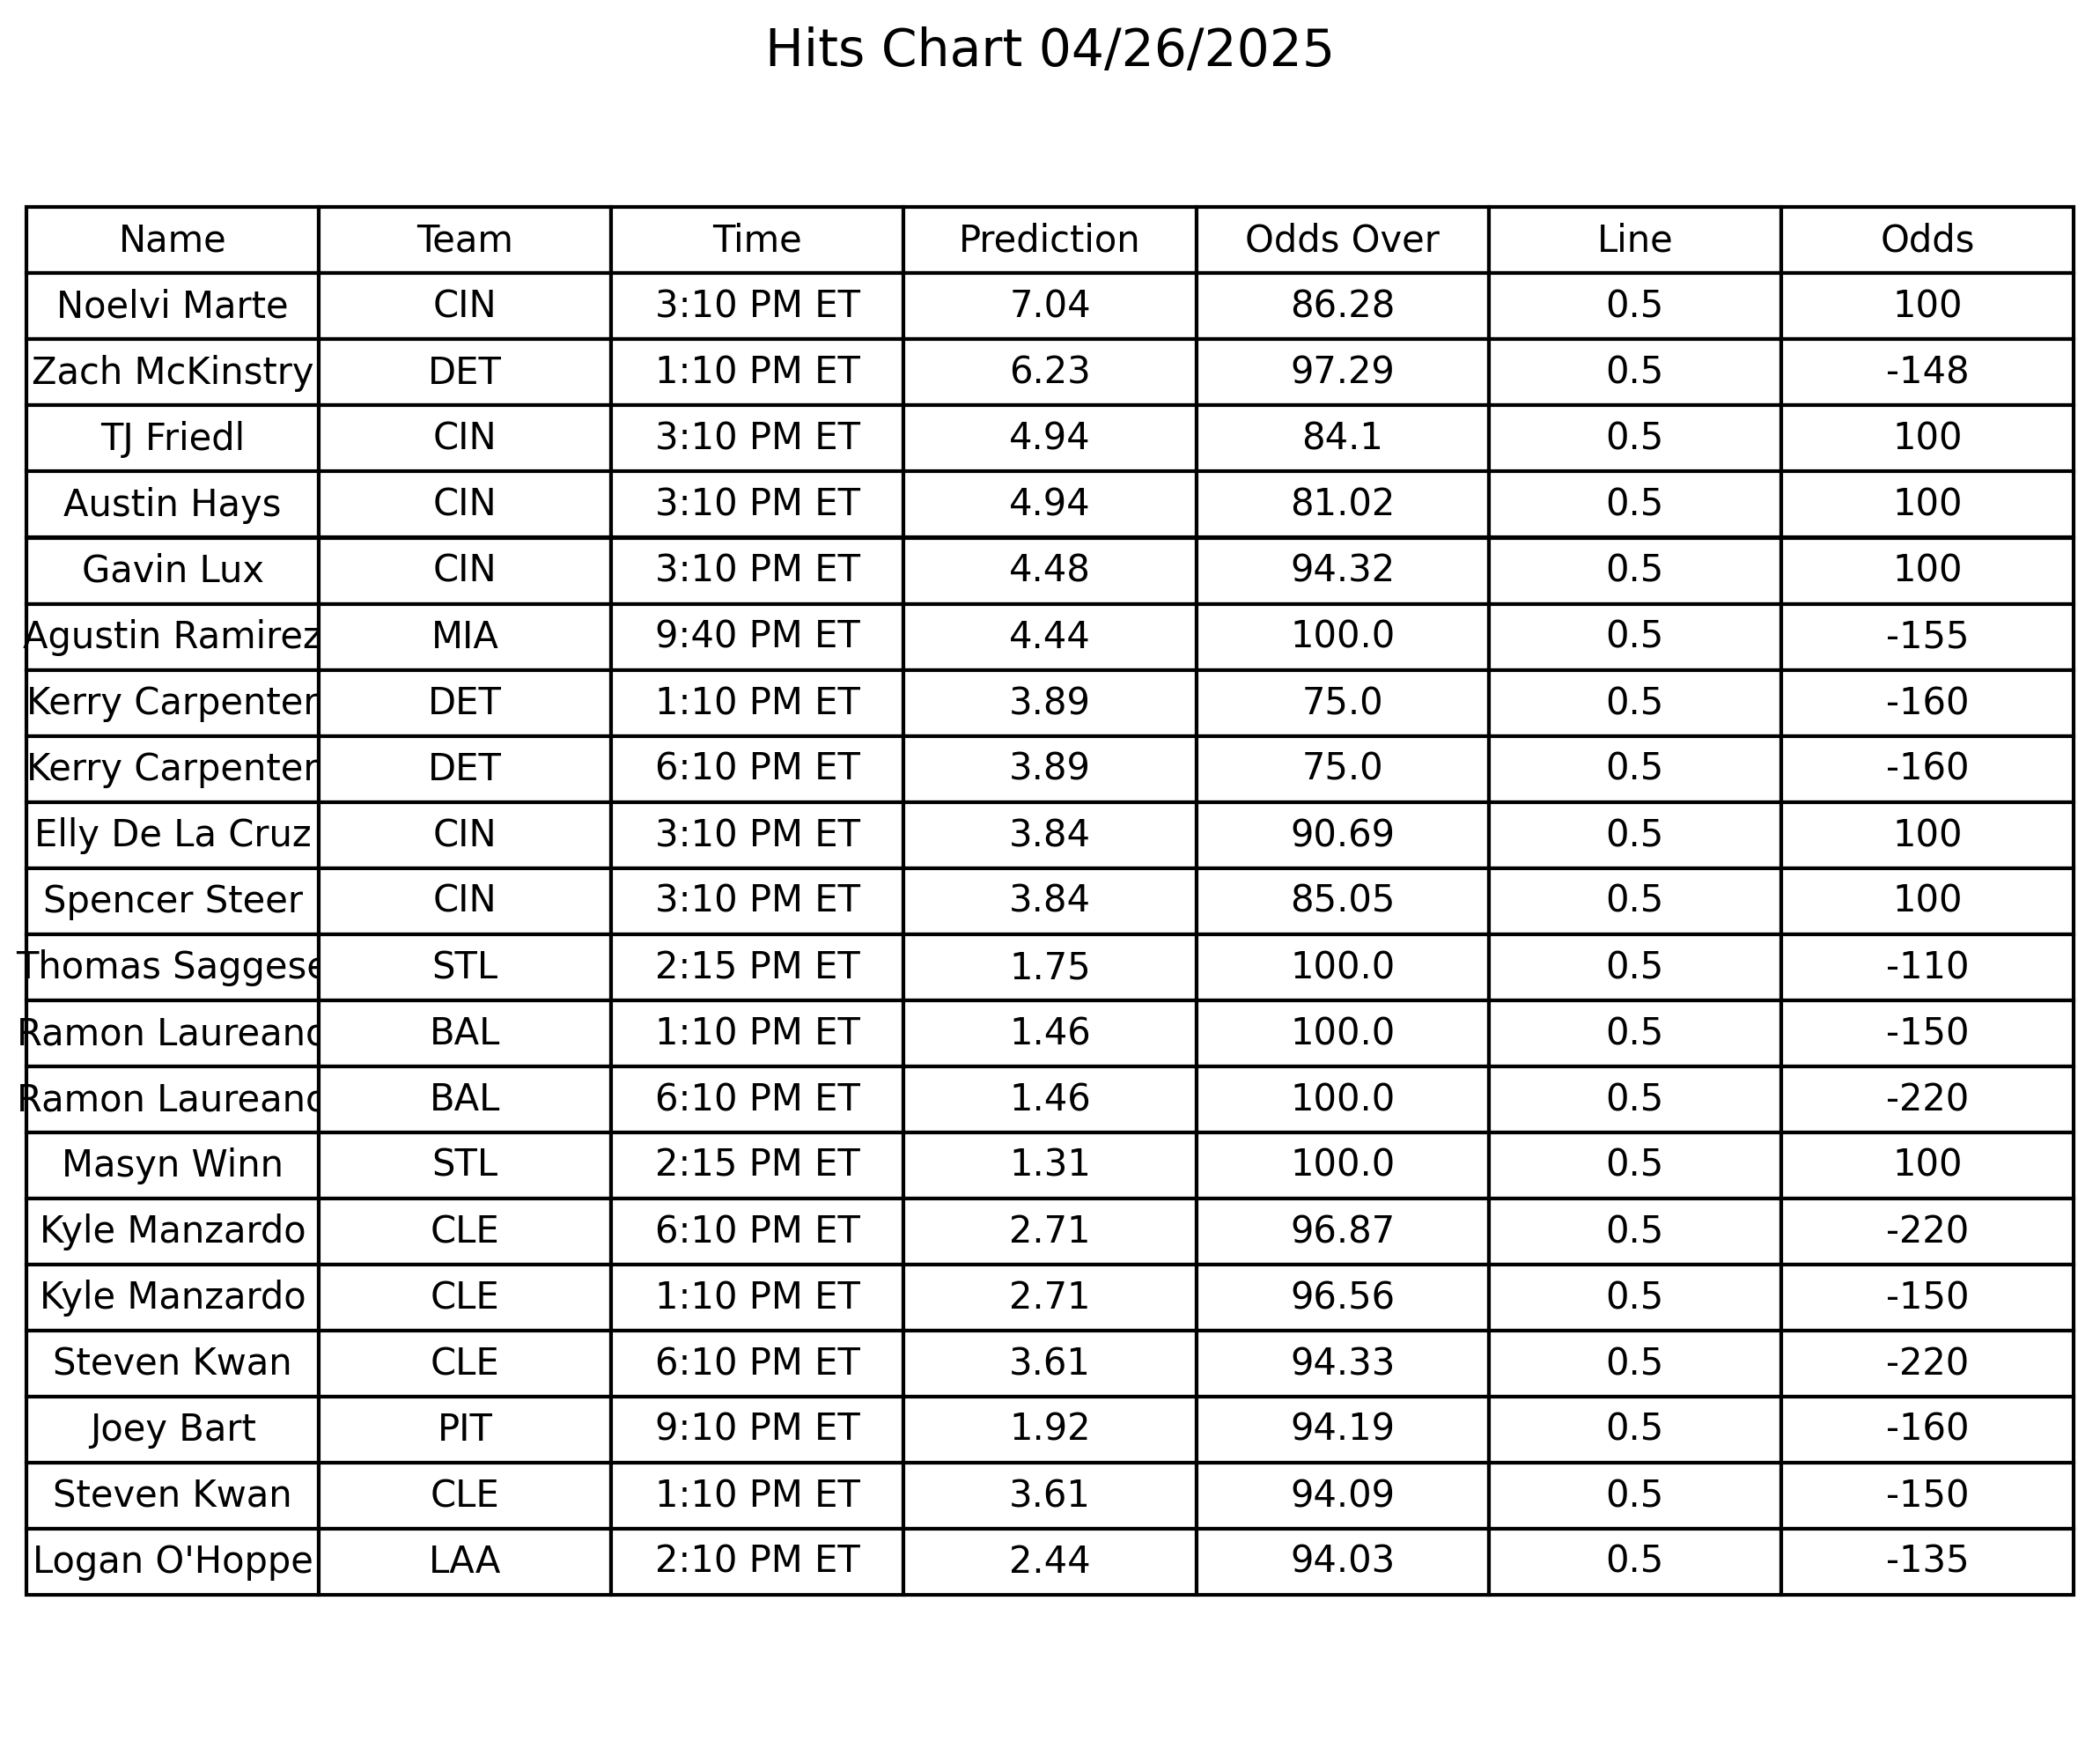 Hits Chart 04/26/2025
Name Team Time Prediction Odds Over Line Odds
Noelvi Marte CIN 3:10 PM ET 7.04 86.28 0.5 100
Zach McKinstry DET 1:10 PM ET 6.23 97.29 0.5 -148
TJ Friedl CIN 3:10 PM ET 4.94 84.1 0.5 100
Austin Hays CIN 3:10 PM ET 4.94 81.02 0.5 100
Gavin Lux CIN 3:10 PM ET 4.48 94.32 0.5 100
Agustin Ramirez MIA 9:40 PM ET 4.44 100.0 0.5 -155
Kerry Carpenter DET 1:10 PM ET 3.89 75.0 0.5 -160
Kerry Carpenter DET 6:10 PM ET 3.89 75.0 0.5 -160
Elly De La Cruz CIN 3:10 PM ET 3.84 90.69 0.5 100
Spencer Steer CIN 3:10 PM ET 3.84 85.05 0.5 100
Thomas Saggese STL 2:15 PM ET 1.75 100.0 0.5 -110
Ramon Laureano BAL 1:10 PM ET 1.46 100.0 0.5 -150
Ramon Laureano BAL 6:10 PM ET 1.46 100.0 0.5 -220
Masyn Winn STL 2:15 PM ET 1.31 100.0 0.5 100
Kyle Manzardo CLE 6:10 PM ET 2.71 96.87 0.5 -220
Kyle Manzardo CLE 1:10 PM ET 2.71 96.56 0.5 -150
Steven Kwan CLE 6:10 PM ET 3.61 94.33 0.5 -220
Joey Bart PIT 9:10 PM ET 1.92 94.19 0.5 -160
Steven Kwan CLE 1:10 PM ET 3.61 94.09 0.5 -150
Logan O'Hoppe LAA 2:10 PM ET 2.44 94.03 0.5 -135